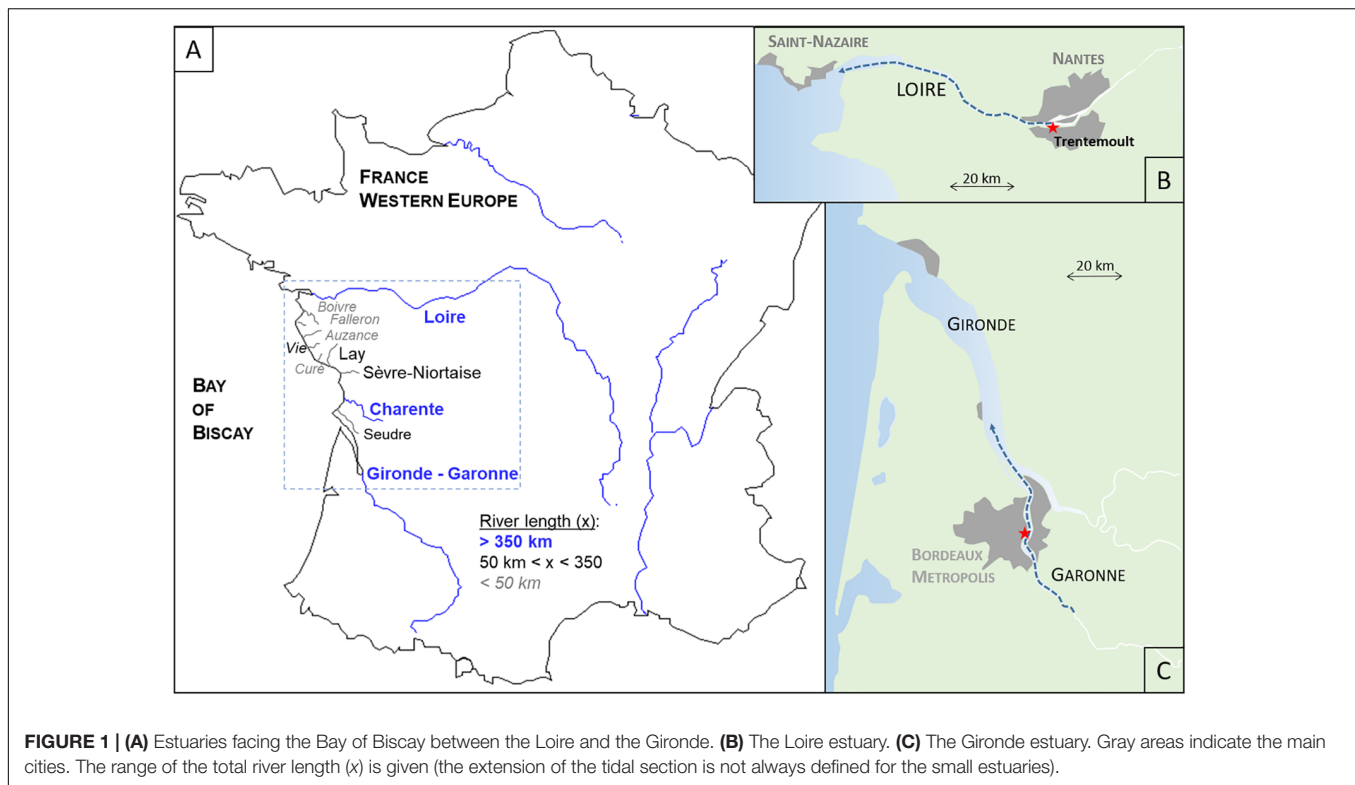 A
FRANCE
WESTERN EUROPE
BAY
OF
BISCAY
Loire
Boivre
Falleron
Auzance
Vie
Lay
Curé
Sèvre-Niortaise
Charente
Seudre
Gironde - Garonne
River length (x):
> 350 km
50 km < x < 350
< 50 km
SAINT-NAZAIRE
NANTES
LOIRE
Trentemoult
20 km
B
20 km
GIRONDE
BORDEAUX
METROPOLIS
GARONNE
C
FIGURE 1 | (A) Estuaries facing the Bay of Biscay between the Loire and the Gironde. (B) The Loire estuary. (C) The Gironde estuary. Gray areas indicate the main
cities. The range of the total river length (x) is given (the extension of the tidal section is not always defined for the small estuaries).